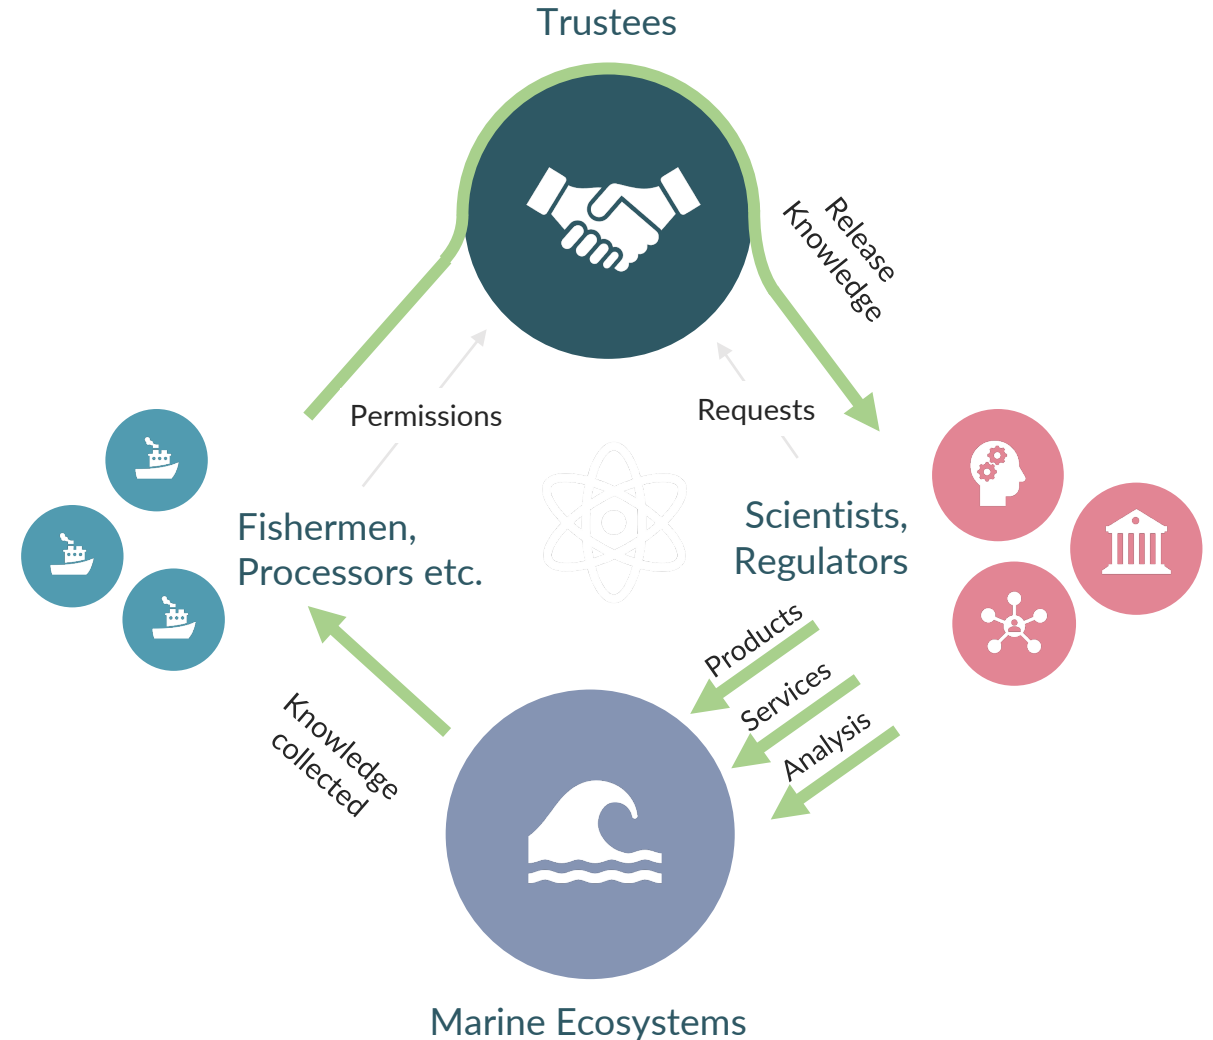 Trustees
Release
Knowledge
Permissions
Requests
Fishermen,
Processors etc.
Scientists,
Regulators
Products
Services
Analysis
Knowledge
collected
Marine Ecosystems